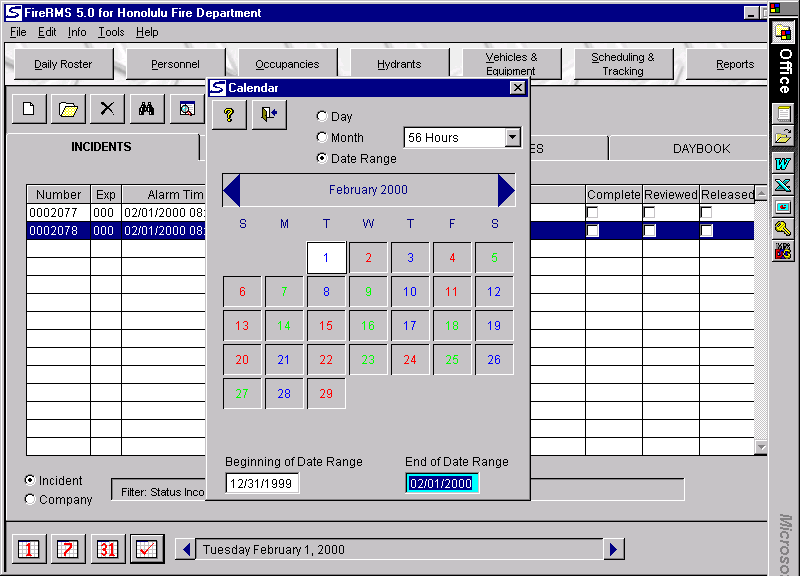 FireRMS 5.0 for Honolulu Fire Department
File Edit Info Tools Help
Daily Roster Personnel Occupancies Hydrants Vehicles & Equipment Scheduling & Tracking Reports
Office
Calendar
Day
Month 56 Hours
Date Range
INCIDENTS ES DAYBOOK
February 2000
Number Exp Alarm Tim Complete Reviewed Released
0002077 000 02/01/2000 08:
0002078 000 02/01/2000 08:
S M T W T F S
1 2 3 4 5
6 7 8 9 10 11 12
13 14 15 16 17 18 19
20 21 22 23 24 25 26
27 28 29
Beginning of Date Range End of Date Range
12/31/1999 02/01/2000
Incident
Company
Filter: Status Inco
1 7 31 Tuesday February 1, 2000
Microso